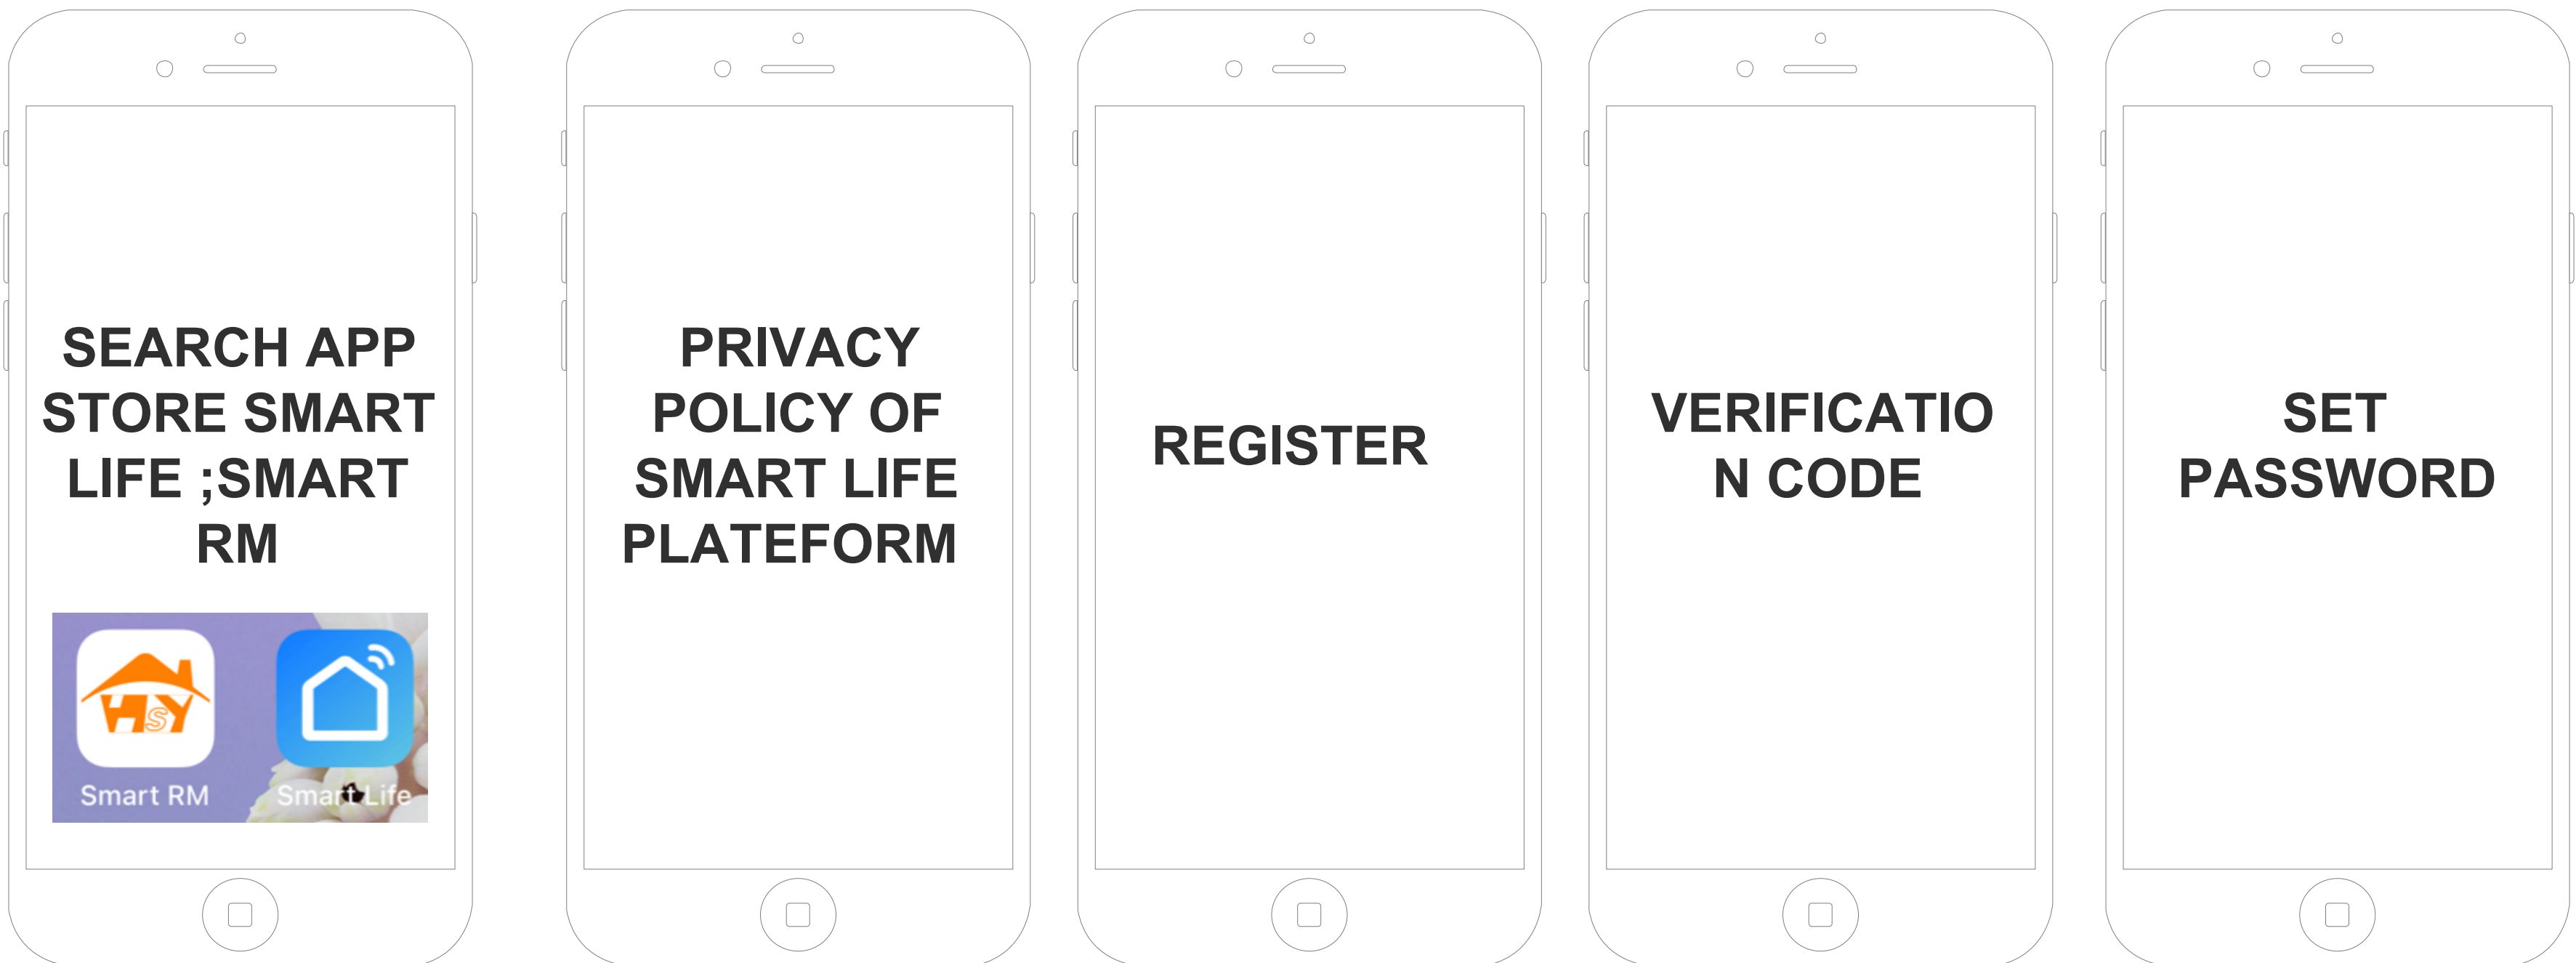 SEARCH APP
STORE SMART
LIFE ;SMART
RM
HSY
Smart RM
Smart Life
PRIVACY
POLICY OF
SMART LIFE
PLATEFORM
REGISTER
VERIFICATIO
N CODE
SET
PASSWORD